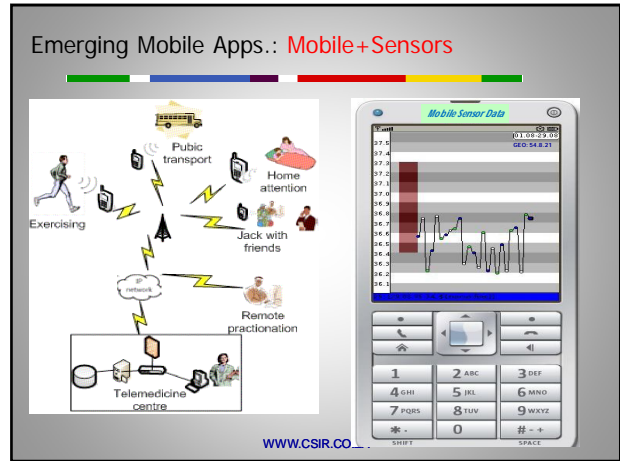 Emerging Mobile Apps.: Mobile+Sensors
Pubic
transport
Home
attention
Exercising
Jack with
friends
IP
network
Remote
practionation
Telemedicine
centre
Mobile Sensor Data
01.08-29.08
GEO:54.8.21
37.5
37.4
37.3
37.2
37.1
37.0
36.9
36.8
36.7
36.6
36.5
36.4
36.3
36.2
36.1
1
2 ABC
3 DEF
4 GHI
5 JKL
6 MNO
7 PQRS
8 TUV
9 WXYZ
* .
0
# - +
SHIFT
SPACE
WWW.CSIR.CO